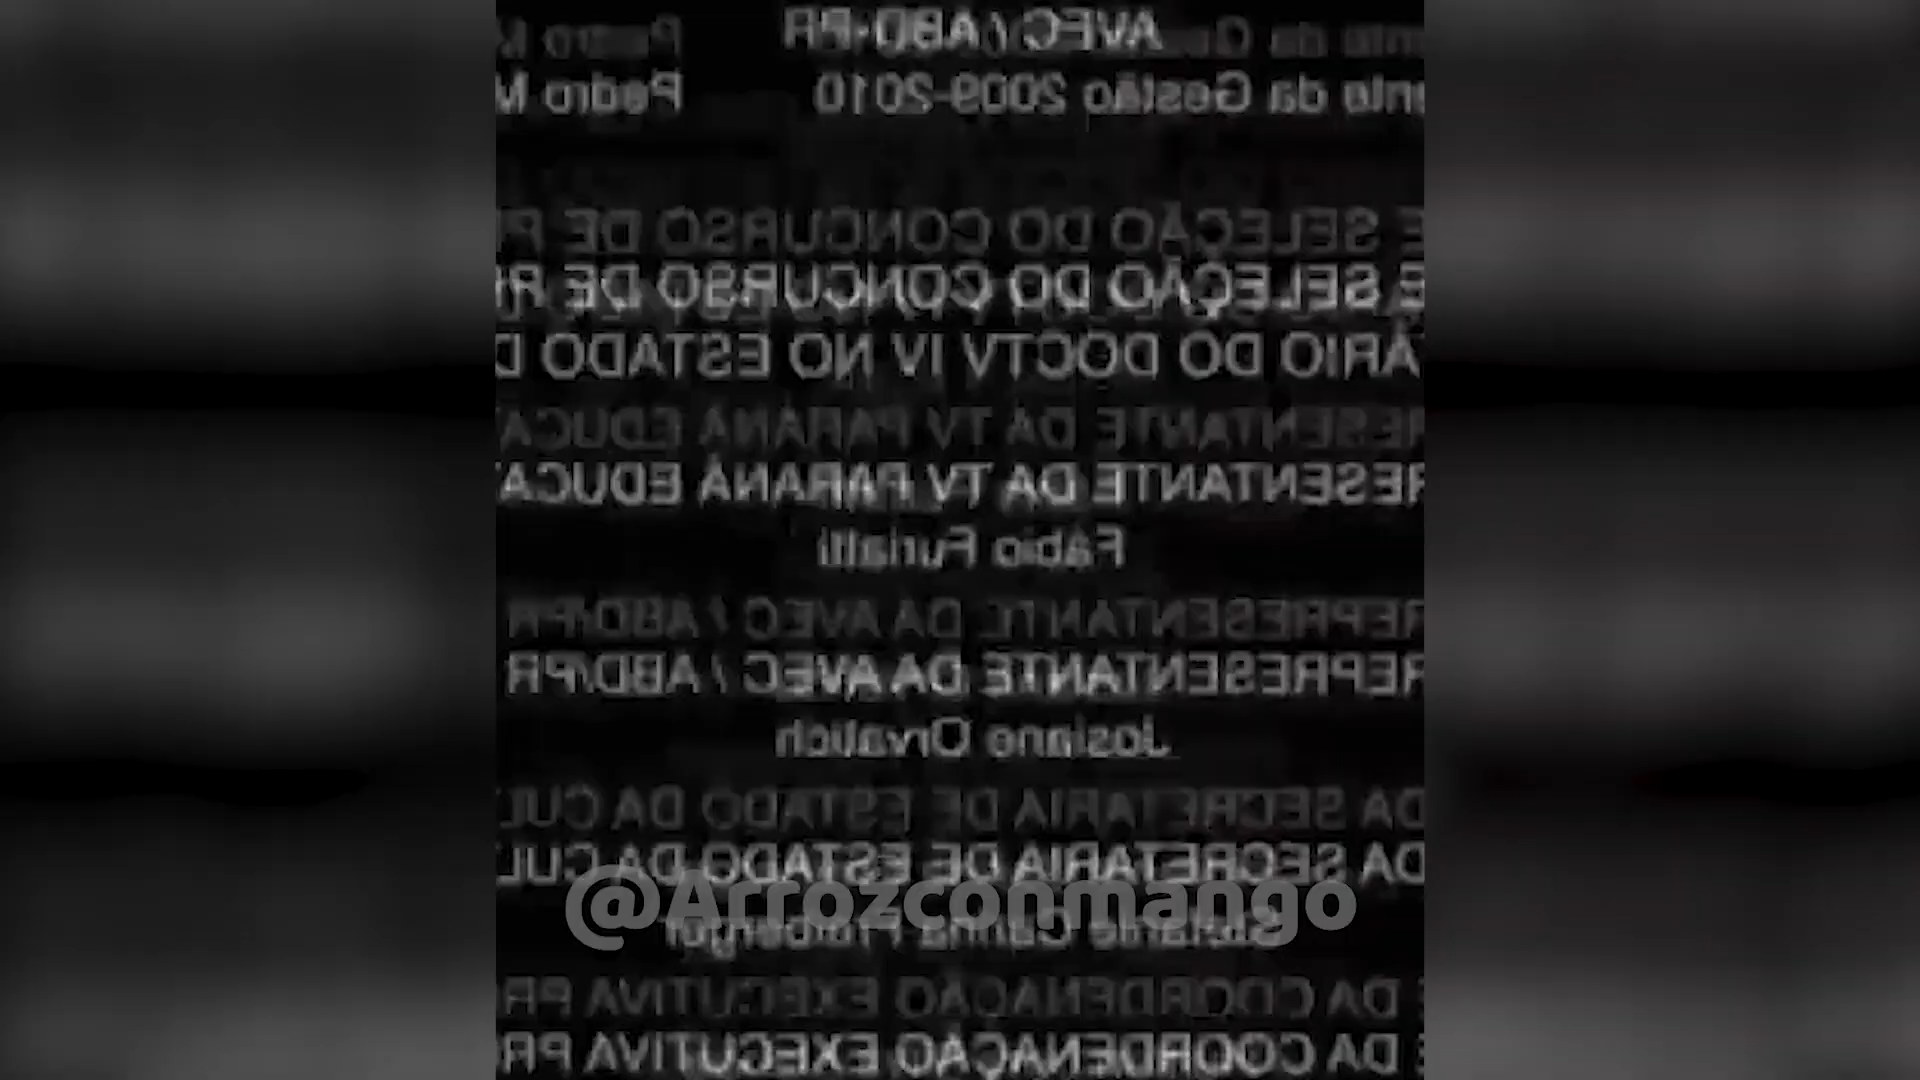 AVEC / ABD-PR
nte da Gestão 2009-2010 Pedro M
E SELEÇÃO DO CONCURSO DE
E SELEÇÃO DO CONCURSO DE
TÁRIO DO DOCTV IV NO ESTADO D
RESENTANTE DA TV PARANÁ EDUCA
RESENTANTE DA TV PARANÁ EDUCA
Fábio Furiatti
REPRESENTANTE DA AVEC / ABD/PR
REPRESENTANTE DA AVEC / ABD/PR
Josiane Orvatich
DA SECRETARIA DE ESTADO DA CUL
DA SECRETARIA DE ESTADO DA CUL
@Arrozconmango
E DA COORDENAÇÃO EXECUTIVA PR
E DA COORDENAÇÃO EXECUTIVA PR